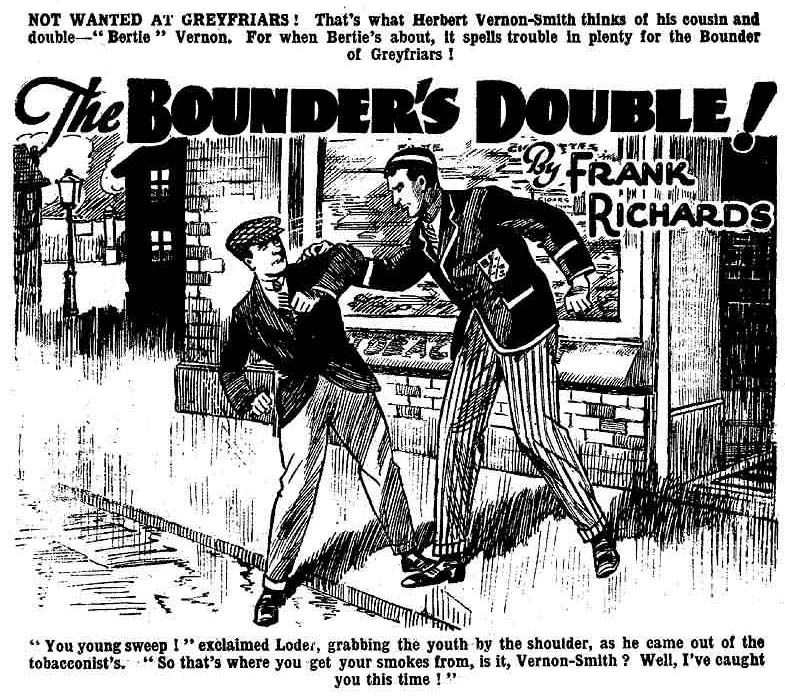 NOT WANTED AT GREYFRIARS! That's what Herbert Vernon-Smith thinks of his cousin and
double—"Bertie" Vernon. For when Bertie's about, it spells trouble in plenty for the Bounder
of Greyfriars!
The BOUNDER'S DOUBLE!
By FRANK
RICHARDS
"You young sweep!" exclaimed Loder, grabbing the youth by the shoulder, as he came out of the
tobacconist's. "So that's where you get your smokes from, is it, Vernon-Smith? Well, I've caught
you this time!"